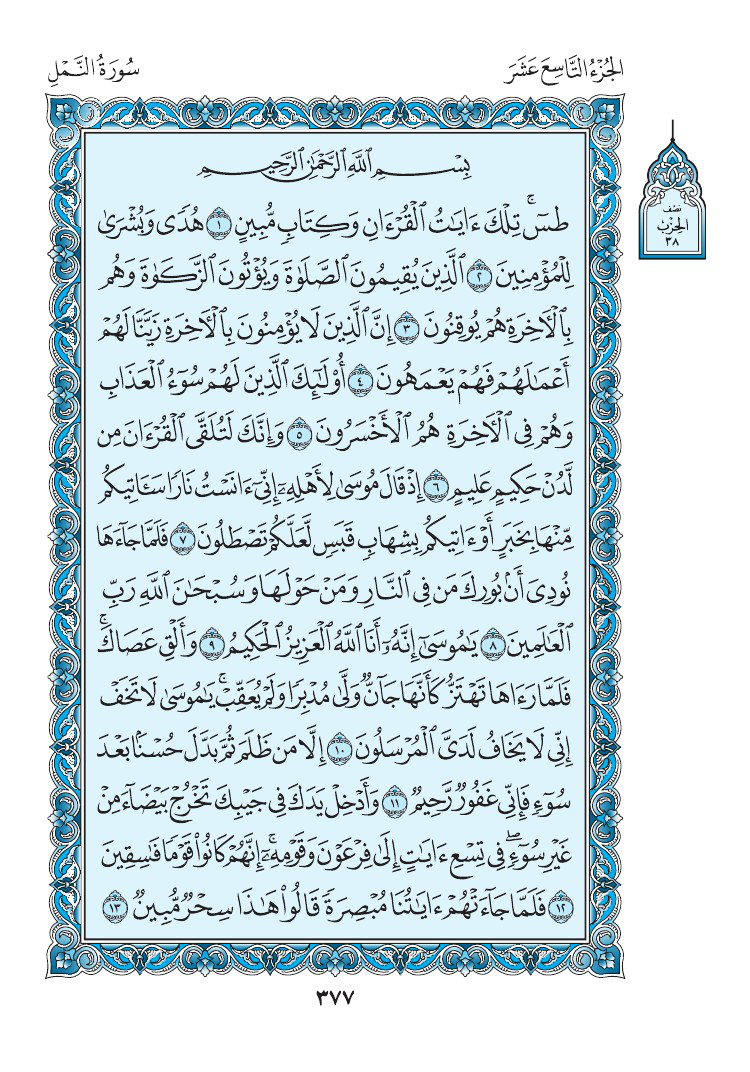 الجُزْءُ التَّاسِعَ عَشَرَ
سُورَةُ النَّمْلِ
بِسْمِ ٱللَّهِ ٱلرَّحْمَٰنِ ٱلرَّحِيمِ
طسٓۚ تِلْكَ ءَايَٰتُ ٱلْقُرْءَانِ وَكِتَابٖ مُّبِينٍ ١ هُدٗى وَبُشْرَىٰ
لِلْمُؤْمِنِينَ ٢ ٱلَّذِينَ يُقِيمُونَ ٱلصَّلَوٰةَ وَيُؤْتُونَ ٱلزَّكَوٰةَ وَهُم
بِٱلْأٓخِرَةِ هُمْ يُوقِنُونَ ٣ إِنَّ ٱلَّذِينَ لَا يُؤْمِنُونَ بِٱلْأٓخِرَةِ زَيَّنَّا لَهُمْ
أَعْمَٰلَهُمْ فَهُمْ يَعْمَهُونَ ٤ أُوْلَٰٓئِكَ ٱلَّذِينَ لَهُمْ سُوٓءُ ٱلْعَذَابِ
وَهُمْ فِي ٱلْأٓخِرَةِ هُمُ ٱلْأَخْسَرُونَ ٥ وَإِنَّكَ لَتُلَقَّى ٱلْقُرْءَانَ مِن
لَّدُنْ حَكِيمٍ عَلِيمٍ ٦ إِذْ قَالَ مُوسَىٰ لِأَهْلِهِۦٓ إِنِّيٓ ءَانَسْتُ نَارٗا سَـَٔاتِيكُم
مِّنْهَا بِخَبَرٍ أَوْ ءَاتِيكُم بِشِهَابٖ قَبَسٖ لَّعَلَّكُمْ تَصْطَلُونَ ٧ فَلَمَّا جَآءَهَا
نُودِيَ أَنۢ بُورِكَ مَن فِي ٱلنَّارِ وَمَنْ حَوْلَهَا وَسُبْحَٰنَ ٱللَّهِ رَبِّ
ٱلْعَٰلَمِينَ ٨ يَٰمُوسَىٰٓ إِنَّهُۥٓ أَنَا ٱللَّهُ ٱلْعَزِيزُ ٱلْحَكِيمُ ٩ وَأَلْقِ عَصَاكَۚ
فَلَمَّا رَءَاهَا تَهْتَزُّ كَأَنَّهَا جَآنّٞ وَلَّىٰ مُدْبِرٗا وَلَمْ يُعَقِّبْۚ يَٰمُوسَىٰ لَا تَخَفْ
إِنِّي لَا يَخَافُ لَدَيَّ ٱلْمُرْسَلُونَ ١٠ إِلَّا مَن ظَلَمَ ثُمَّ بَدَّلَ حُسْنَۢا بَعْدَ
سُوٓءٖ فَإِنِّي غَفُورٞ رَّحِيمٞ ١١ وَأَدْخِلْ يَدَكَ فِي جَيْبِكَ تَخْرُجْ بَيْضَآءَ مِنْ
غَيْرِ سُوٓءٖۖ فِي تِسْعِ ءَايَٰتٍ إِلَىٰ فِرْعَوْنَ وَقَوْمِهِۦٓۚ إِنَّهُمْ كَانُواْ قَوْمٗا فَٰسِقِينَ
١٢ فَلَمَّا جَآءَتْهُمْ ءَايَٰتُنَا مُبْصِرَةٗ قَالُواْ هَٰذَا سِحْرٞ مُّبِينٞ ١٣
نصف
الحزب
٣٨
٣٧٧